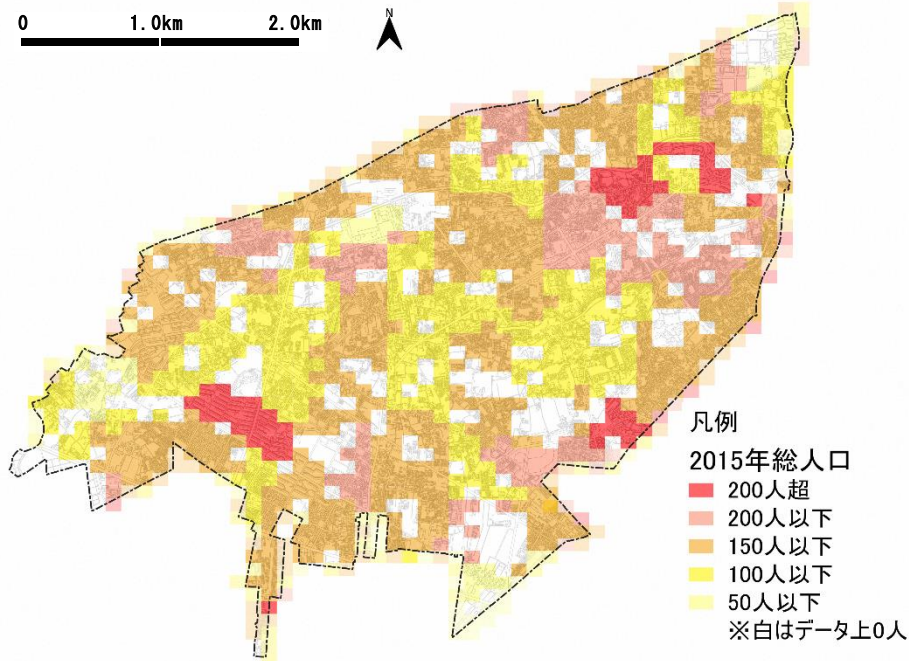 0 1.0km 2.0km
N
凡例
2015年総人口
200人超
200人以下
150人以下
100人以下
50人以下
※白はデータ上0人